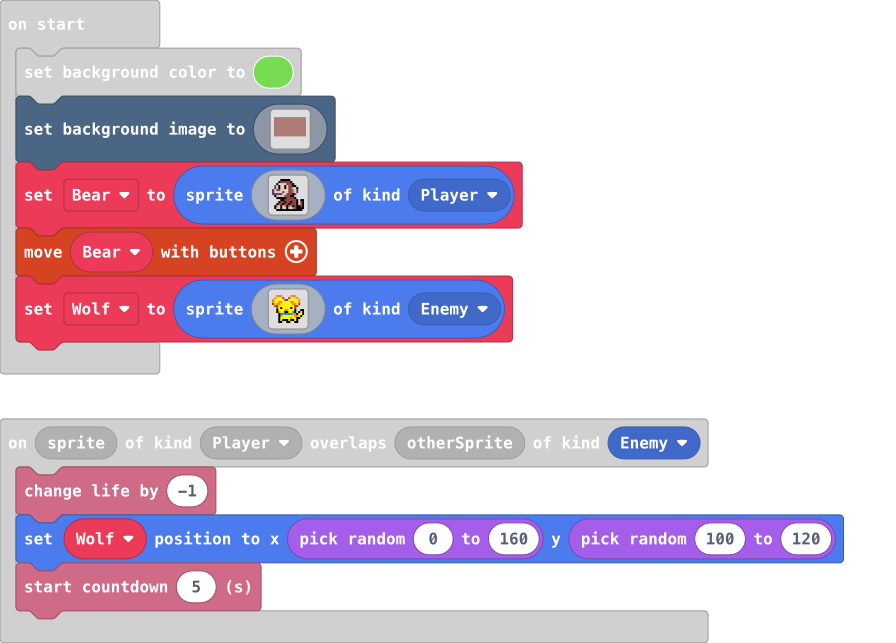 on start
set background color to
set background image to
set Bear to sprite of kind Player
move Bear with buttons
set Wolf to sprite of kind Enemy
on sprite of kind Player overlaps otherSprite of kind Enemy
change life by -1
set Wolf position to x pick random 0 to 160 y pick random 100 to 120
start countdown 5 (s)